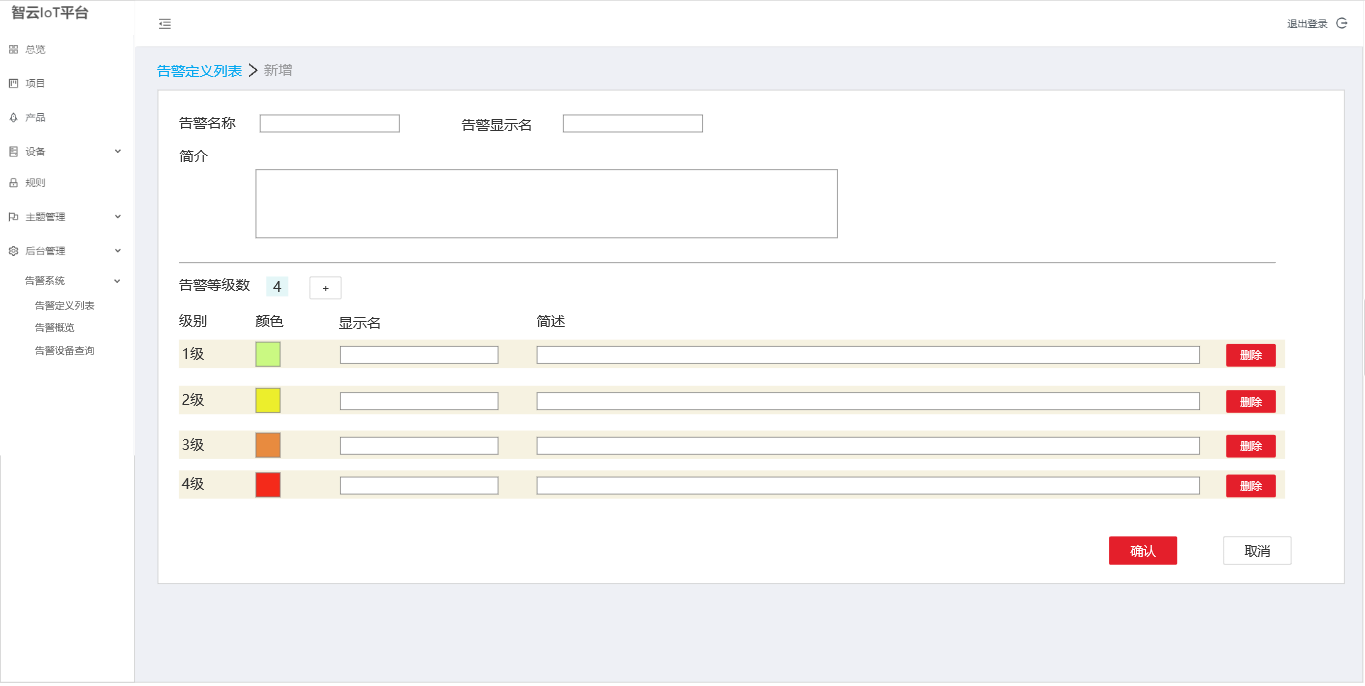 智云IoT平台
退出登录
总览
项目
产品
设备
规则
主题管理
后台管理
告警系统
告警定义列表
告警概览
告警设备查询
告警定义列表 > 新增
告警名称
告警显示名
简介
告警等级数 4 +
级别 颜色 显示名 简述
1级 删除
2级 删除
3级 删除
4级 删除
确认 取消